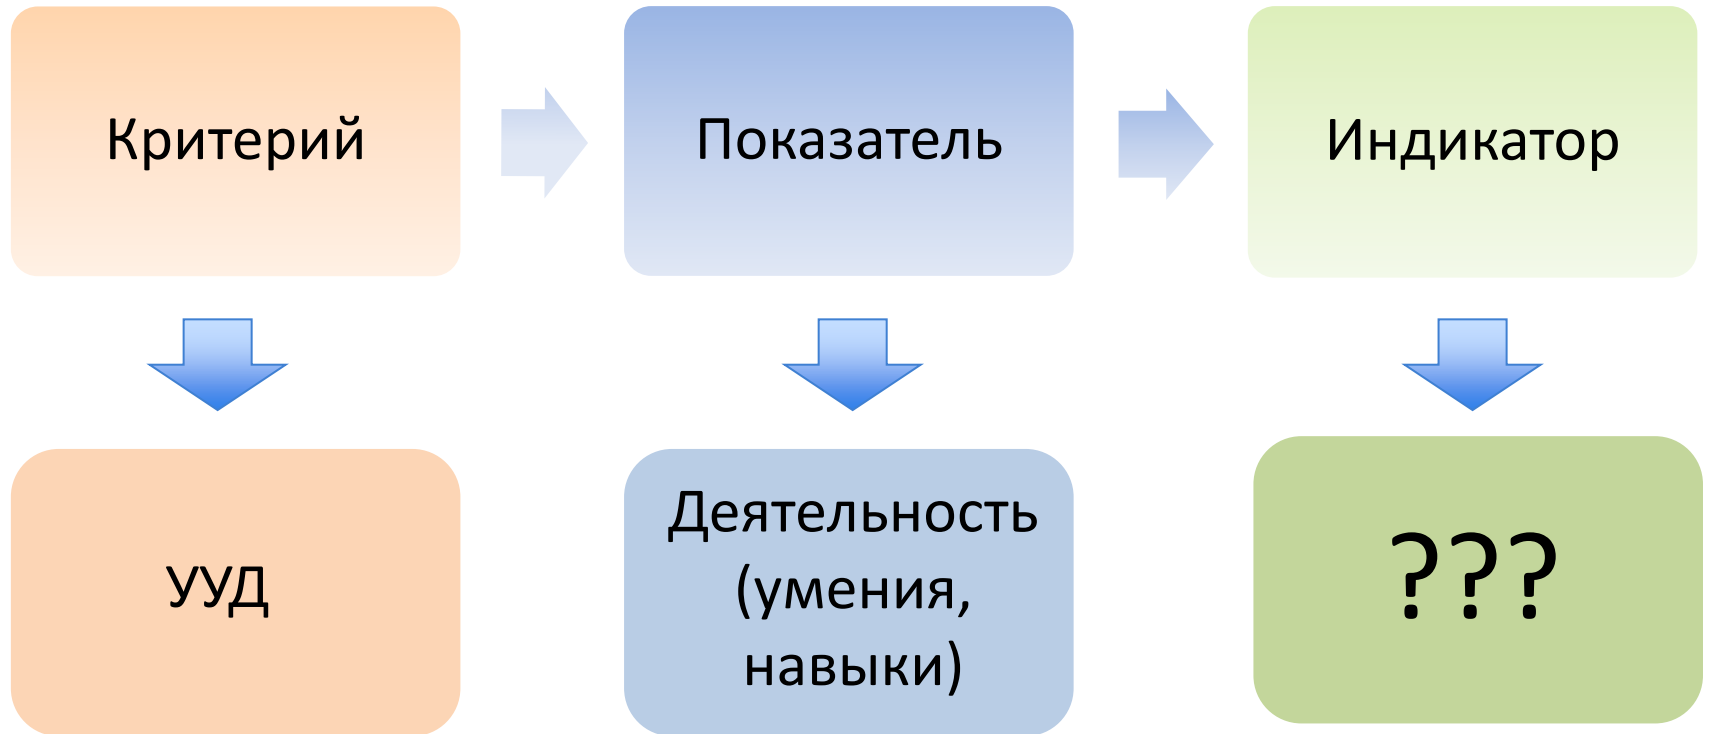 Критерий
Показатель
Индикатор
УУД
Деятельность
(умения,
навыки)
???